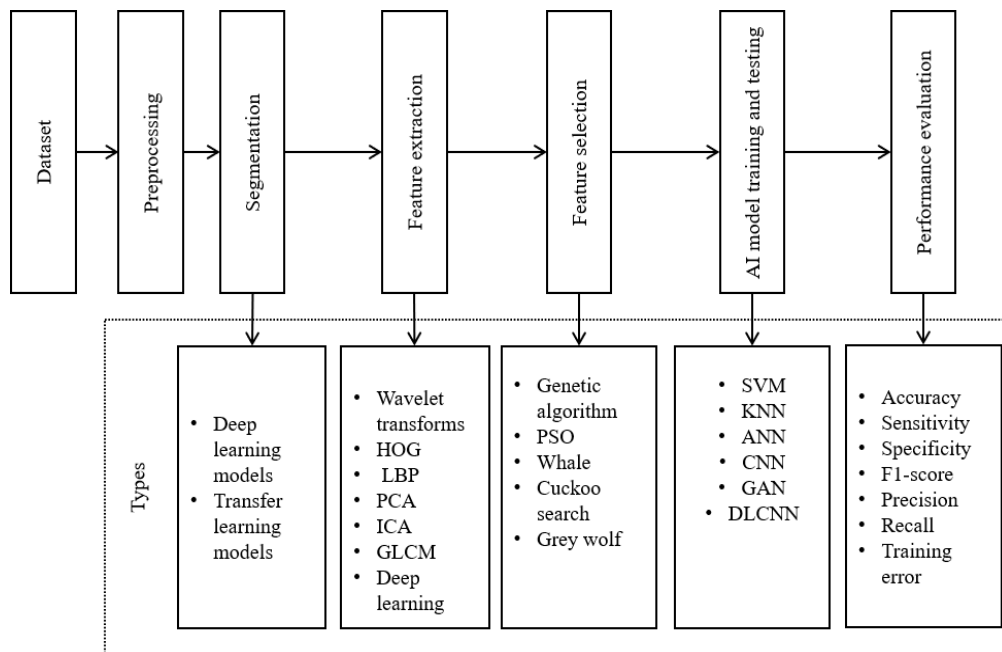 Dataset
Preprocessing
Segmentation
Feature extraction
Feature selection
AI model training and testing
Performance evaluation
Types
• Deep
learning
models
• Transfer
learning
models
• Wavelet
transforms
• HOG
• LBP
• PCA
• ICA
• GLCM
• Deep
learning
• Genetic
algorithm
• PSO
• Whale
• Cuckoo
search
• Grey wolf
• SVM
• KNN
• ANN
• CNN
• GAN
• DLCNN
• Accuracy
• Sensitivity
• Specificity
• F1-score
• Precision
• Recall
• Training
error